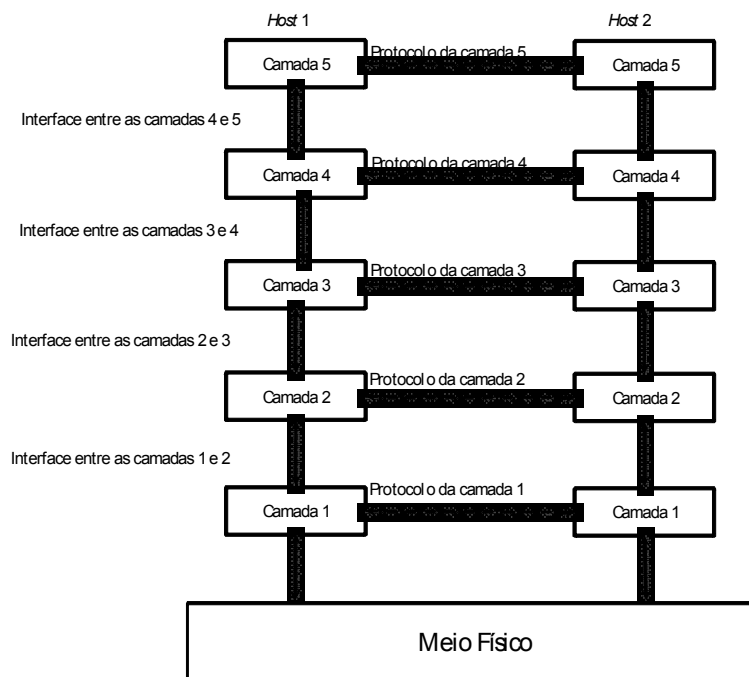 Host 1 Host 2
Protocolo da camada 5
Camada 5 Camada 5
Interface entre as camadas 4 e 5
Protocolo da camada 4
Camada 4 Camada 4
Interface entre as camadas 3 e 4
Protocolo da camada 3
Camada 3 Camada 3
Interface entre as camadas 2 e 3
Protocolo da camada 2
Camada 2 Camada 2
Interface entre as camadas 1 e 2
Protocolo da camada 1
Camada 1 Camada 1
Meio Físico